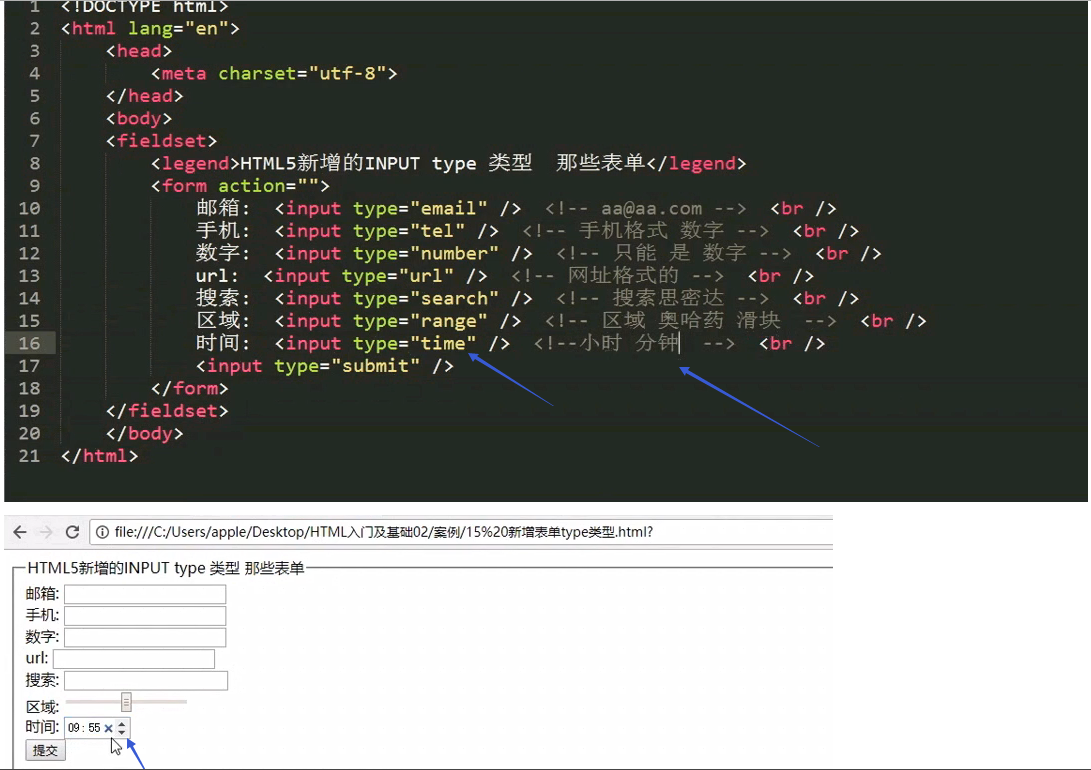 1 <!DOCTYPE html>
2 <html lang="en">
3 <head>
4 <meta charset="utf-8">
5 </head>
6 <body>
7 <fieldset>
8 <legend>HTML5新增的INPUT type 类型  那些表单</legend>
9 <form action="">
10 邮箱: <input type="email" /> <!-- aa@aa.com --> <br />
11 手机: <input type="tel" /> <!-- 手机格式 数字 --> <br />
12 数字: <input type="number" /> <!-- 只能 是 数字 --> <br />
13 url: <input type="url" /> <!-- 网址格式的 --> <br />
14 搜索: <input type="search" /> <!-- 搜索思密达 --> <br />
15 区域: <input type="range" /> <!-- 区域 奥哈药 滑块  --> <br />
16 时间: <input type="time" /> <!--小时 分钟  --> <br />
17 <input type="submit" />
18 </form>
19 </fieldset>
20 </body>
21 </html>
file:///C:/Users/apple/Desktop/HTML入门及基础02/案例/15%20新增表单type类型.html?
HTML5新增的INPUT type 类型 那些表单
邮箱:
手机:
数字:
url:
搜索:
区域:
时间: 09 : 55
提交